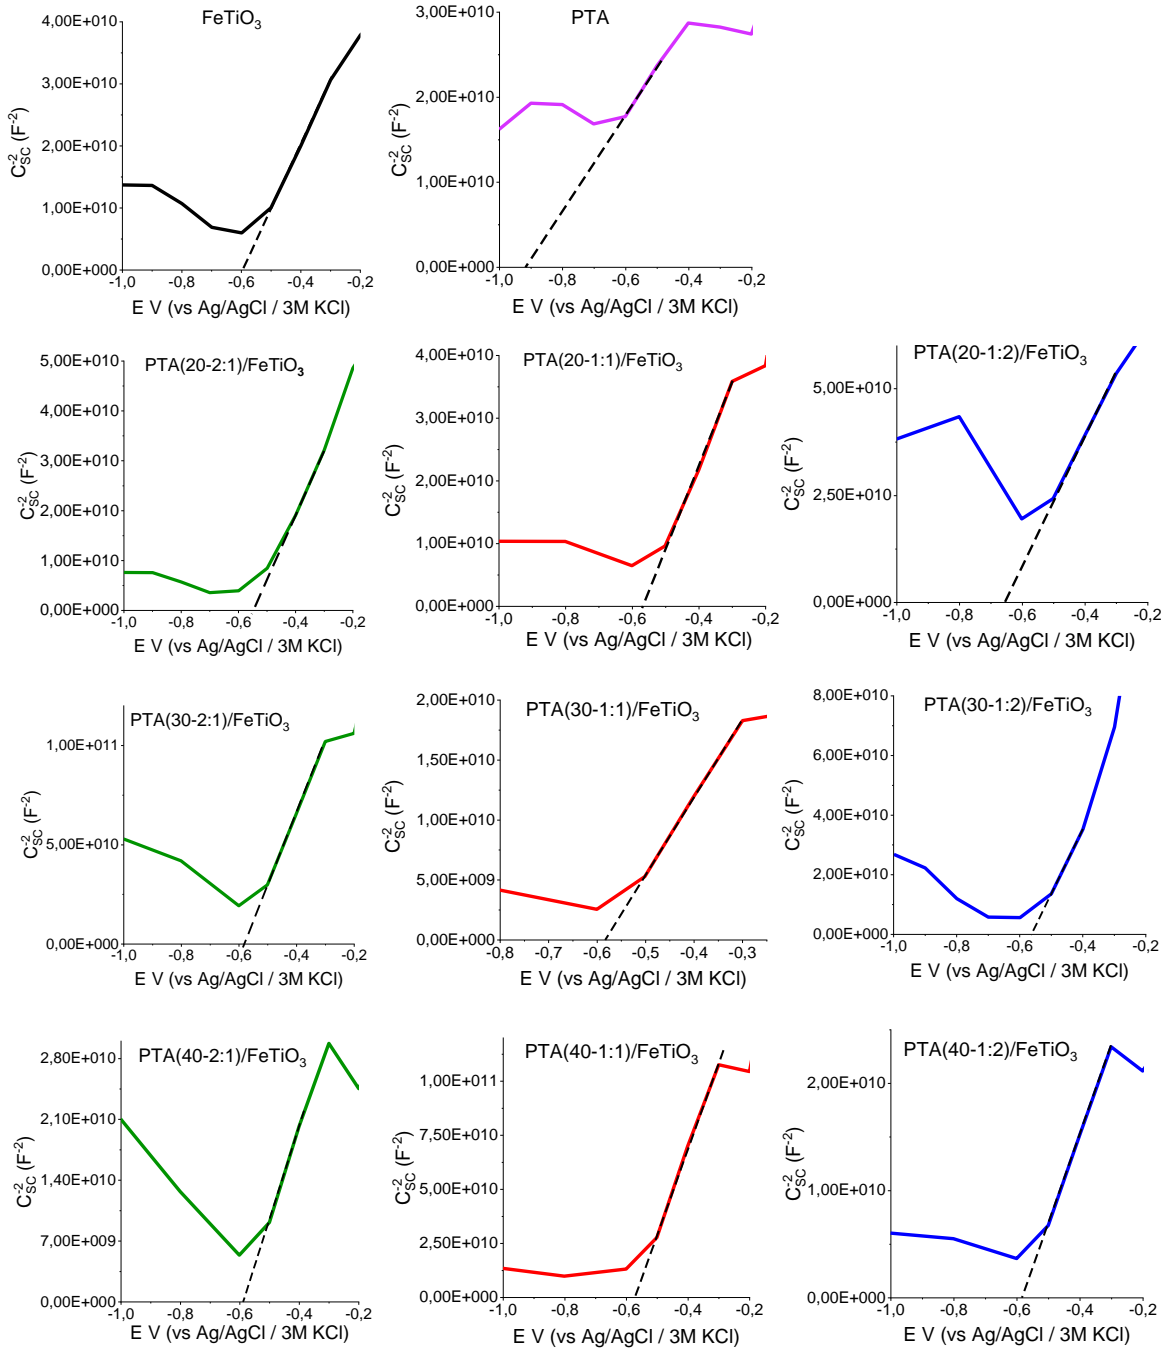 FeTiO₃
4,00E+010
3,00E+010
2,00E+010
1,00E+010
0,00E+000
C⁻²SC (F⁻²)
-1,0 -0,8 -0,6 -0,4 -0,2
E V (vs Ag/AgCl / 3M KCl)
PTA
3,00E+010
2,00E+010
1,00E+010
0,00E+000
C⁻²SC (F⁻²)
-1,0 -0,8 -0,6 -0,4 -0,2
E V (vs Ag/AgCl / 3M KCl)
PTA(20-2:1)/FeTiO₃
5,00E+010
4,00E+010
3,00E+010
2,00E+010
1,00E+010
0,00E+000
C⁻²SC (F⁻²)
-1,0 -0,8 -0,6 -0,4 -0,2
E V (vs Ag/AgCl / 3M KCl)
PTA(20-1:1)/FeTiO₃
4,00E+010
3,00E+010
2,00E+010
1,00E+010
0,00E+000
C⁻²SC (F⁻²)
-1,0 -0,8 -0,6 -0,4 -0,2
E V (vs Ag/AgCl / 3M KCl)
PTA(20-1:2)/FeTiO₃
5,00E+010
2,50E+010
0,00E+000
C⁻²SC (F⁻²)
-1,0 -0,8 -0,6 -0,4 -0,2
E V (vs Ag/AgCl / 3M KCl)
PTA(30-2:1)/FeTiO₃
1,00E+011
5,00E+010
0,00E+000
C⁻²SC (F⁻²)
-1,0 -0,8 -0,6 -0,4 -0,2
E V (vs Ag/AgCl / 3M KCl)
PTA(30-1:1)/FeTiO₃
2,00E+010
1,50E+010
1,00E+010
5,00E+009
0,00E+000
C⁻²SC (F⁻²)
-0,8 -0,7 -0,6 -0,5 -0,4 -0,3
E V (vs Ag/AgCl / 3M KCl)
PTA(30-1:2)/FeTiO₃
8,00E+010
6,00E+010
4,00E+010
2,00E+010
0,00E+000
C⁻²SC (F⁻²)
-1,0 -0,8 -0,6 -0,4 -0,2
E V (vs Ag/AgCl / 3M KCl)
PTA(40-2:1)/FeTiO₃
2,80E+010
2,10E+010
1,40E+010
7,00E+009
0,00E+000
C⁻²SC (F⁻²)
-1,0 -0,8 -0,6 -0,4 -0,2
E V (vs Ag/AgCl / 3M KCl)
PTA(40-1:1)/FeTiO₃
1,00E+011
7,50E+010
5,00E+010
2,50E+010
0,00E+000
C⁻²SC (F⁻²)
-1,0 -0,8 -0,6 -0,4 -0,2
E V (vs Ag/AgCl / 3M KCl)
PTA(40-1:2)/FeTiO₃
2,00E+010
1,00E+010
0,00E+000
C⁻²SC (F⁻²)
-1,0 -0,8 -0,6 -0,4 -0,2
E V (vs Ag/AgCl / 3M KCl)